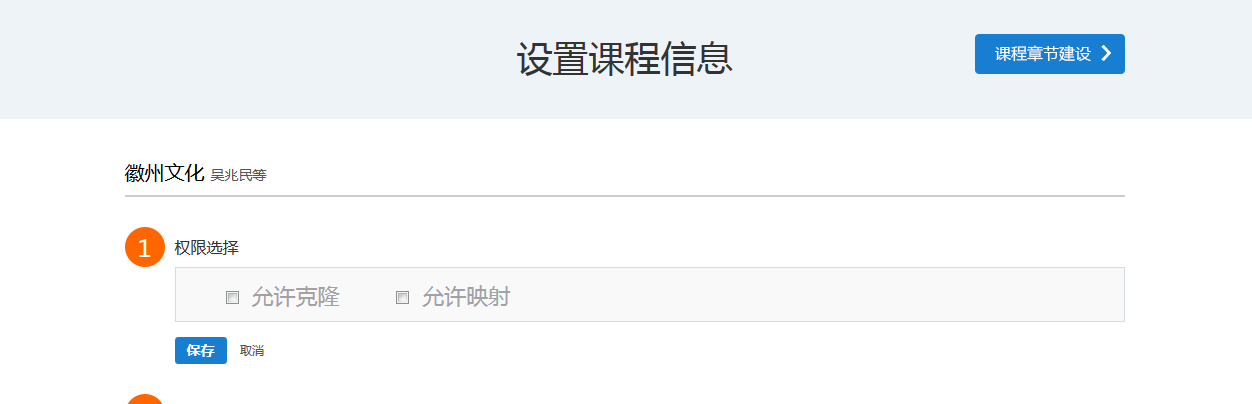 设置课程信息
课程章节建设
徽州文化 吴兆民等
1 权限选择
允许克隆 允许映射
保存 取消